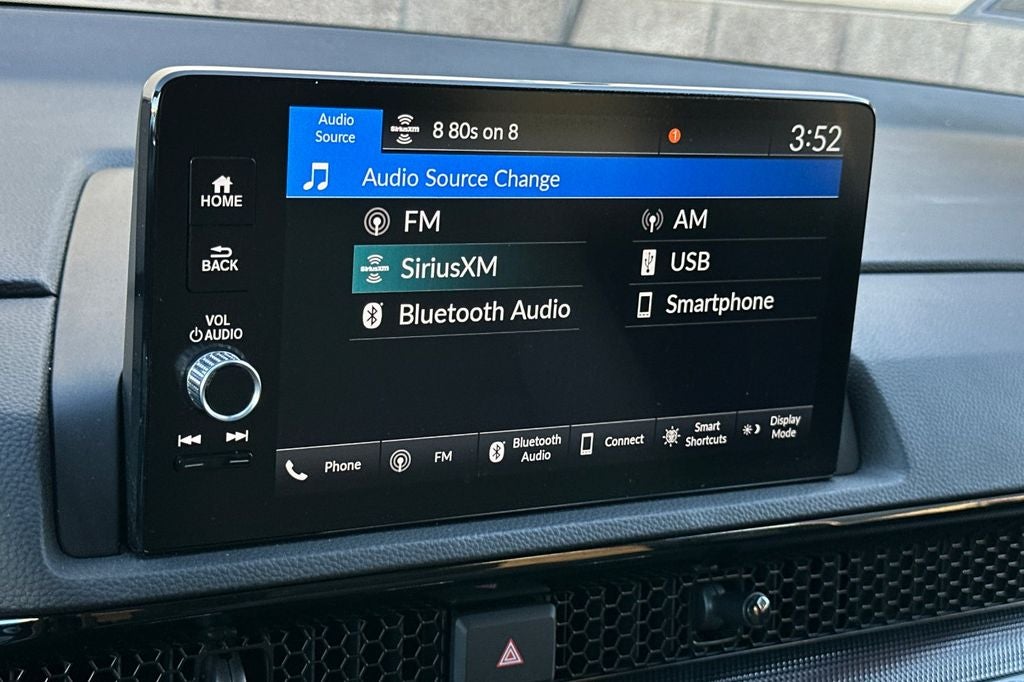 Audio
Source
SiriusXM
8 80s on 8
1
3:52
Audio Source Change
HOME
BACK
VOL
AUDIO
FM
AM
SiriusXM
SiriusXM
USB
Bluetooth Audio
Smartphone
Phone
FM
Bluetooth
Audio
Connect
Smart
Shortcuts
Display
Mode